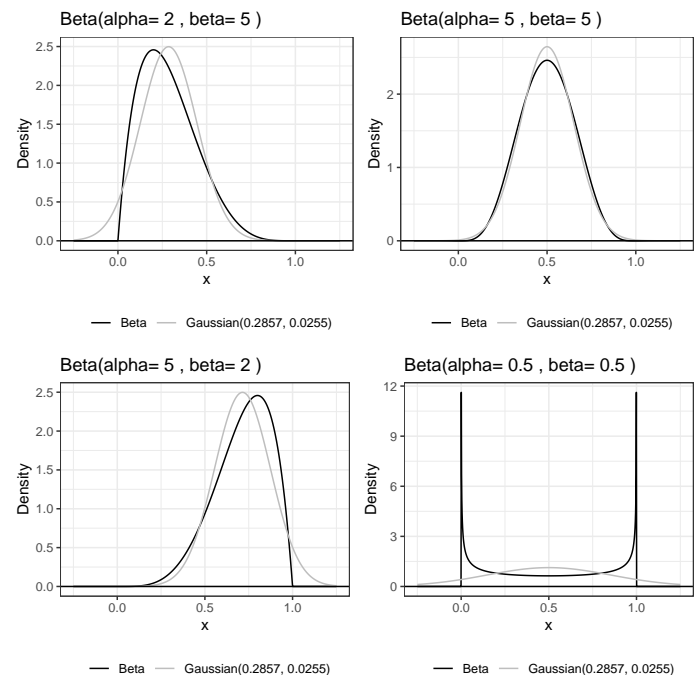 Beta(alpha= 2 , beta= 5 )
Density
2.5
2.0
1.5
1.0
0.5
0.0
0.0 0.5 1.0
x
Beta Gaussian(0.2857, 0.0255)
Beta(alpha= 5 , beta= 5 )
Density
2
1
0
0.0 0.5 1.0
x
Beta Gaussian(0.2857, 0.0255)
Beta(alpha= 5 , beta= 2 )
Density
2.5
2.0
1.5
1.0
0.5
0.0
0.0 0.5 1.0
x
Beta Gaussian(0.2857, 0.0255)
Beta(alpha= 0.5 , beta= 0.5 )
Density
12
9
6
3
0
0.0 0.5 1.0
x
Beta Gaussian(0.2857, 0.0255)